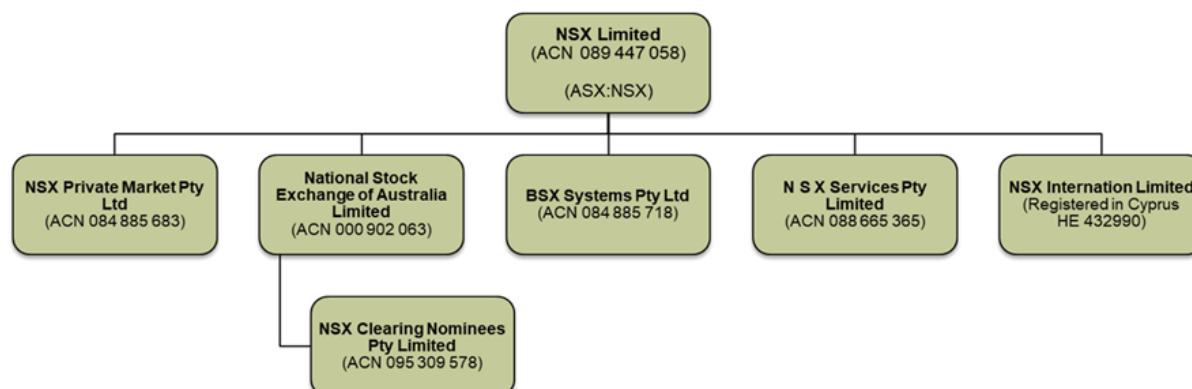 NSX Limited
(ACN 089 447 058)
(ASX:NSX)
NSX Private Market Pty
Ltd
(ACN 084 885 683)
National Stock
Exchange of Australia
Limited
(ACN 000 902 063)
BSX Systems Pty Ltd
(ACN 084 885 718)
N S X Services Pty
Limited
(ACN 088 665 365)
NSX Internation Limited
(Registered in Cyprus
HE 432990)
NSX Clearing Nominees
Pty Limited
(ACN 095 309 578)